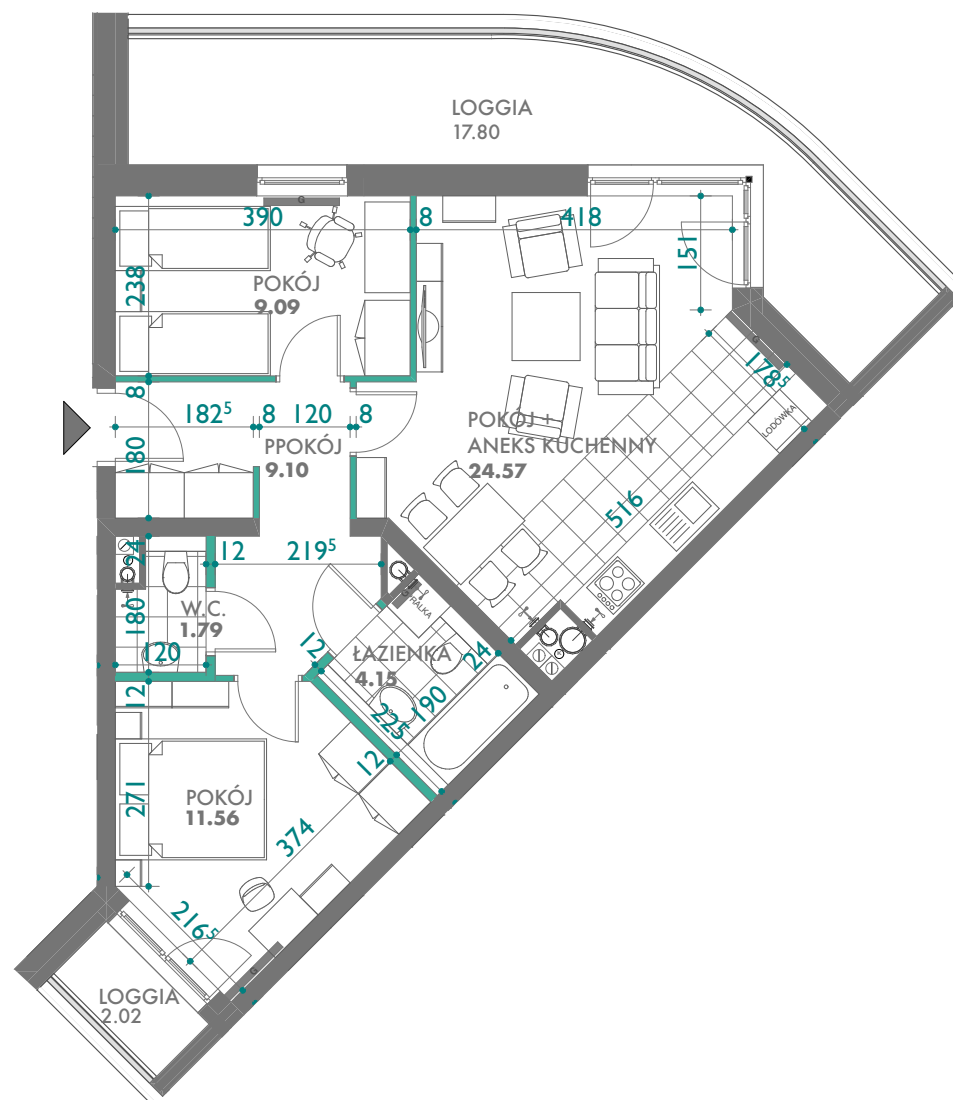 LOGGIA
17.80
G
390
8
418
151
238
POKÓJ
9.09
G
178⁵
8
182⁵
8
120
8
POKÓJ +
ANEKS KUCHENNY
24.57
LODÓWKA
PPOKÓJ
9.10
180
516
24
12
219⁵
W.C.
1.79
180
120
12
ŁAZIENKA
4.15
24
190
225
12
12
271
POKÓJ
11.56
374
216⁵
G
LOGGIA
2.02